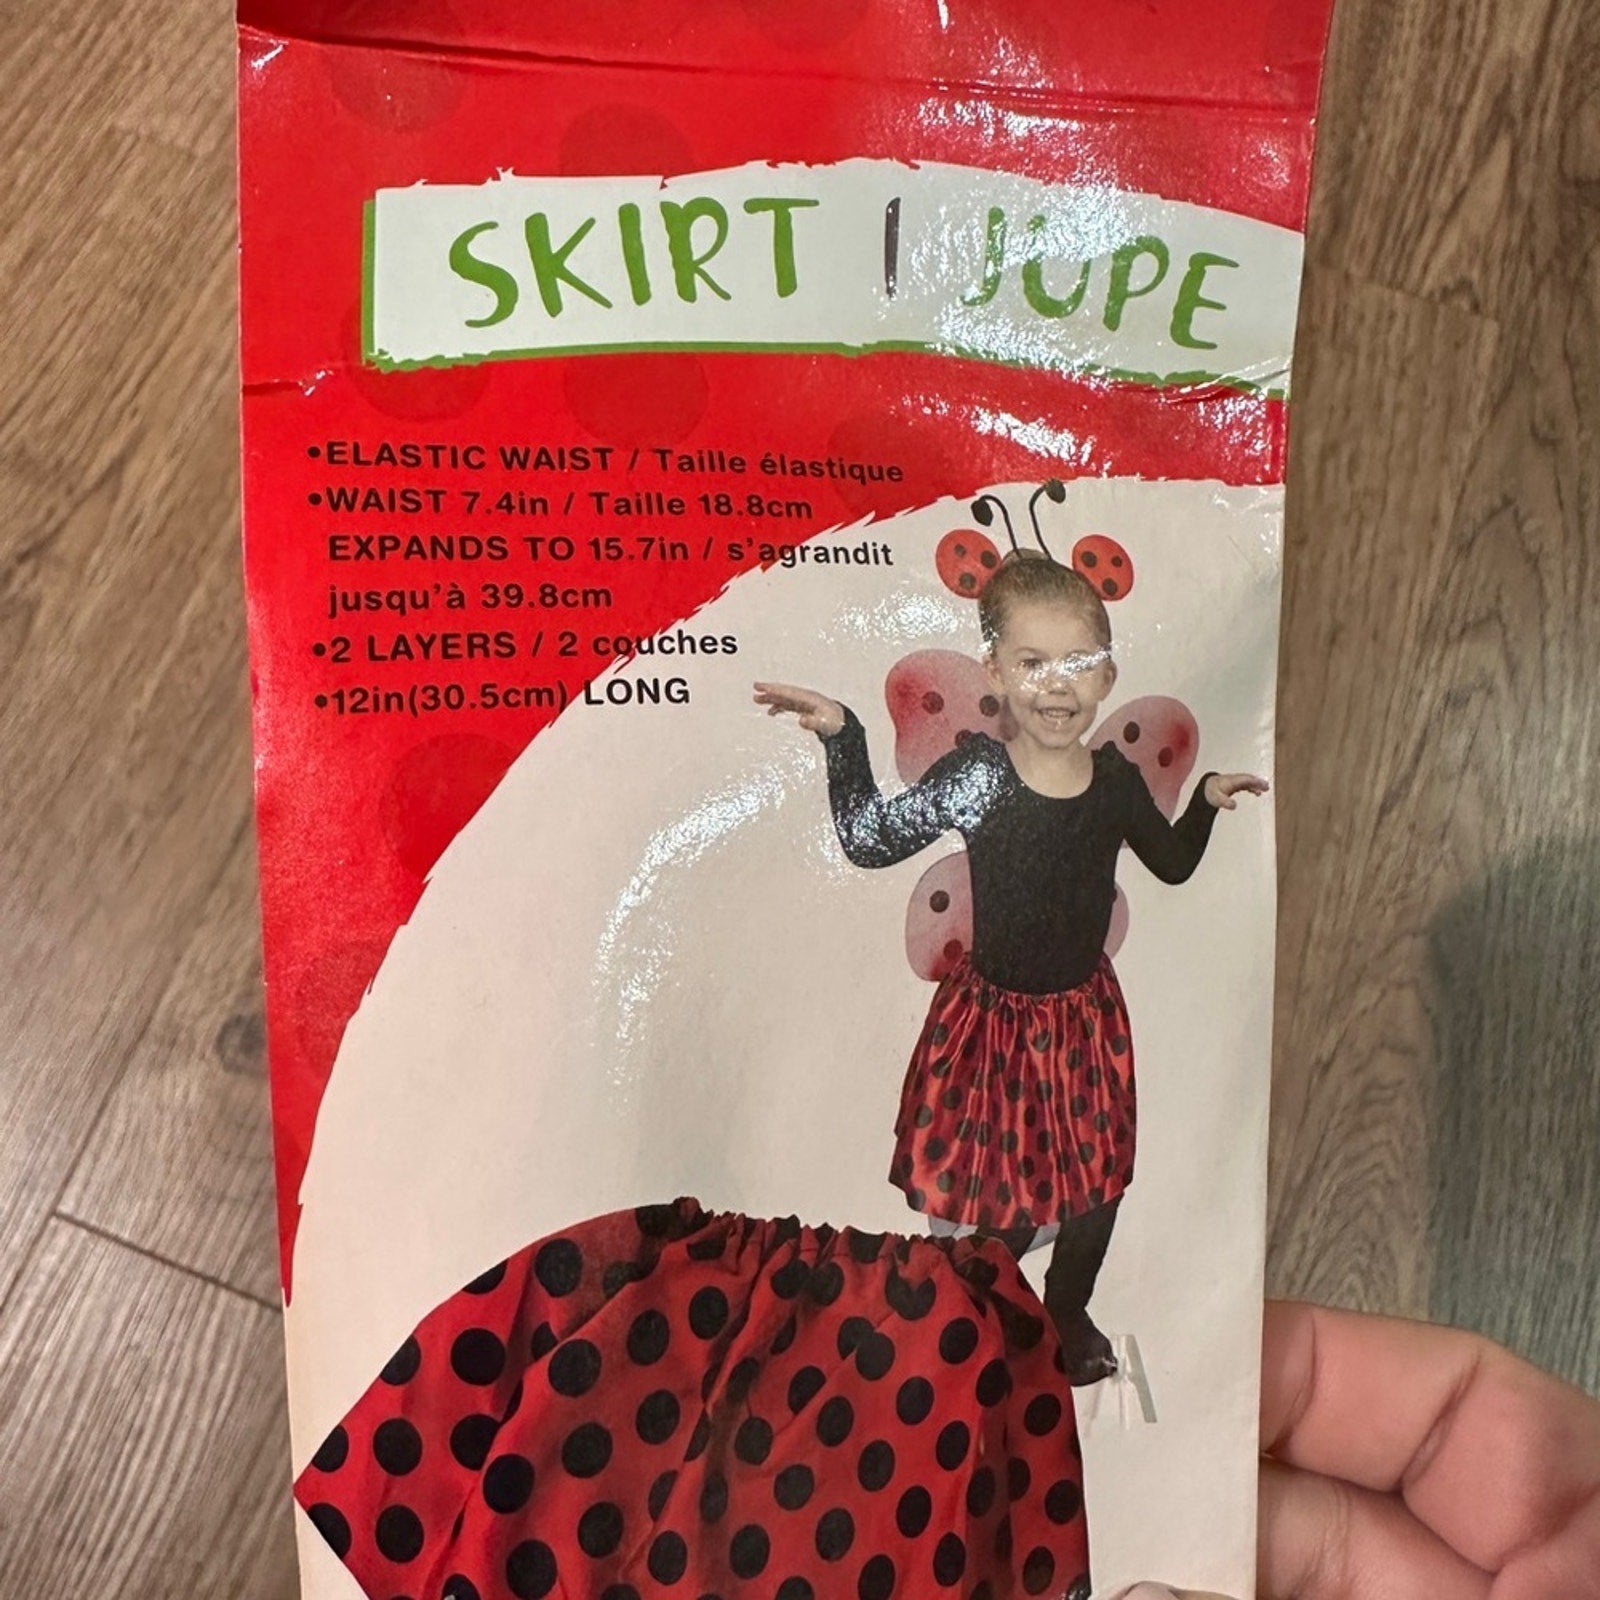 SKIRT | JUPE
•ELASTIC WAIST / Taille élastique
•WAIST 7.4in / Taille 18.8cm
EXPANDS TO 15.7in / s'agrandit
jusqu'à 39.8cm
•2 LAYERS / 2 couches
•12in(30.5cm) LONG